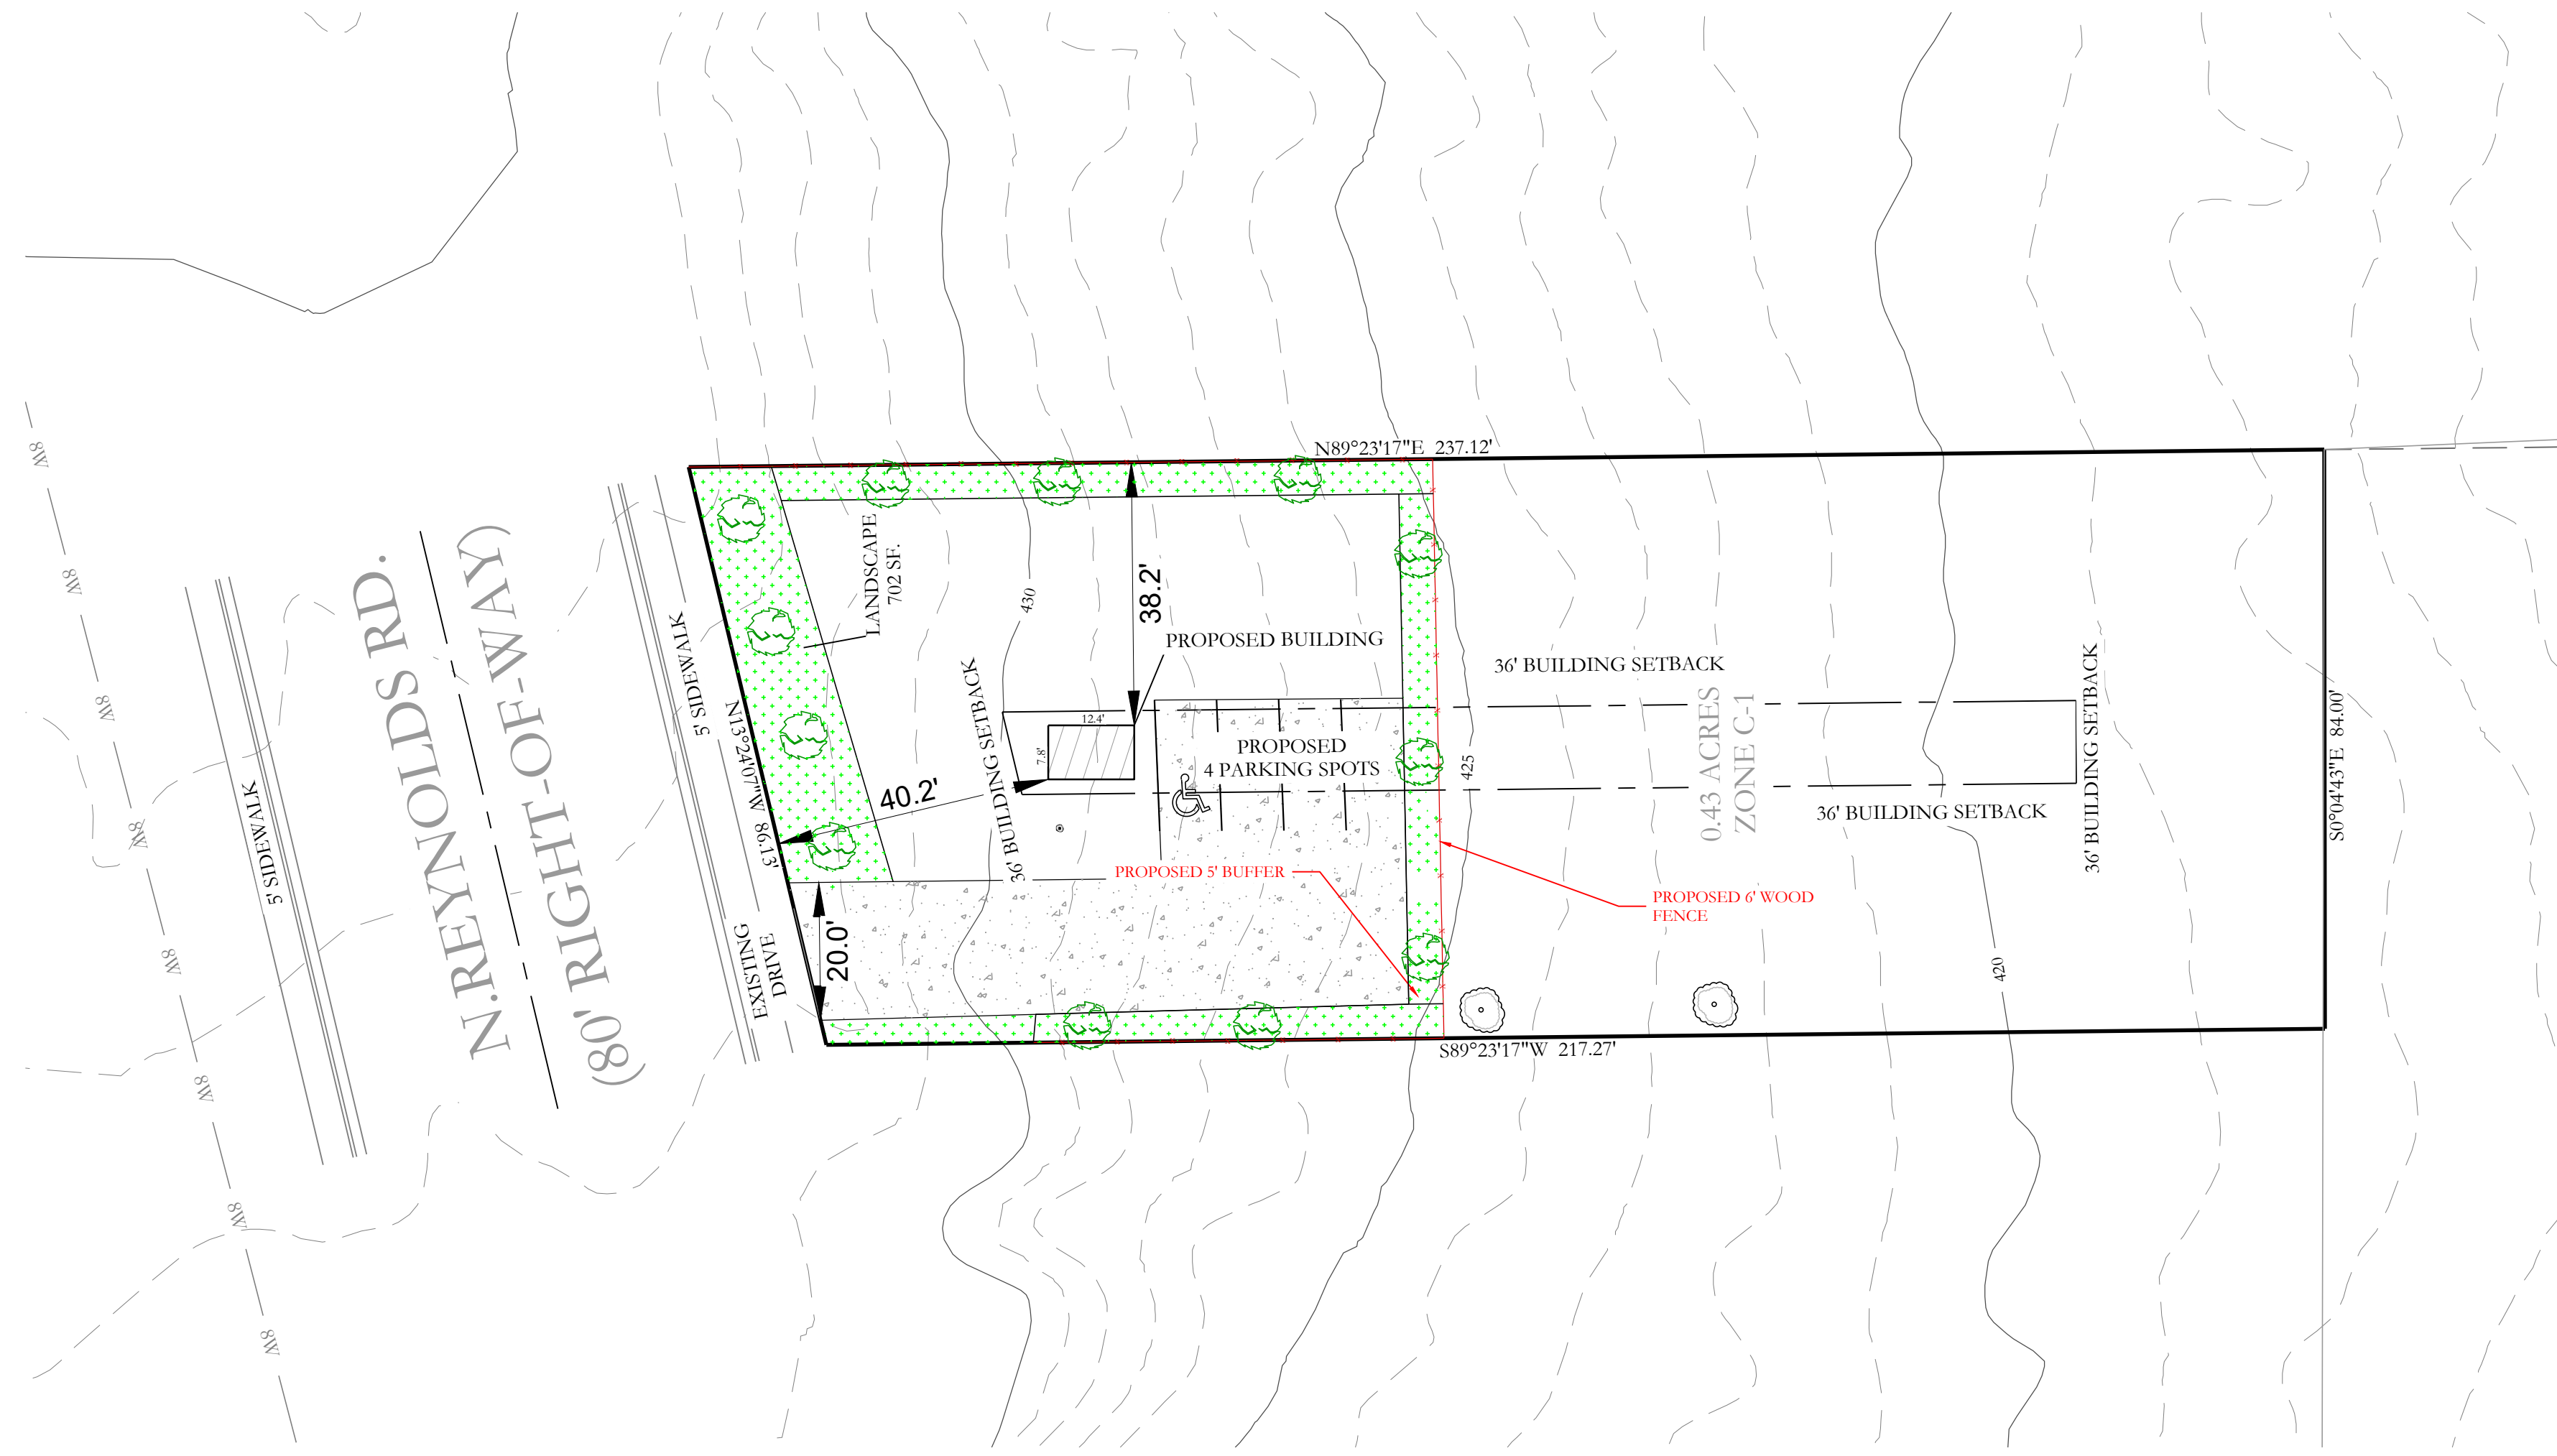 N89°23'17"E 237.12'
8W
8W
8W
8W
8W
8W
8W
8W
5' SIDEWALK
N.REYNOLDS RD.
(80' RIGHT-OF-WAY)
5' SIDEWALK
N13°24'07"W 86.13'
EXISTING
DRIVE
LANDSCAPE
702 SF.
430
38.2'
PROPOSED BUILDING
36' BUILDING SETBACK
12.4'
7.8'
40.2'
20.0'
PROPOSED
4 PARKING SPOTS
PROPOSED 5' BUFFER
425
36' BUILDING SETBACK
0.43 ACRES
ZONE C-1
36' BUILDING SETBACK
36' BUILDING SETBACK
PROPOSED 6' WOOD
FENCE
420
S0°04'43"E 84.00'
S89°23'17"W 217.27'